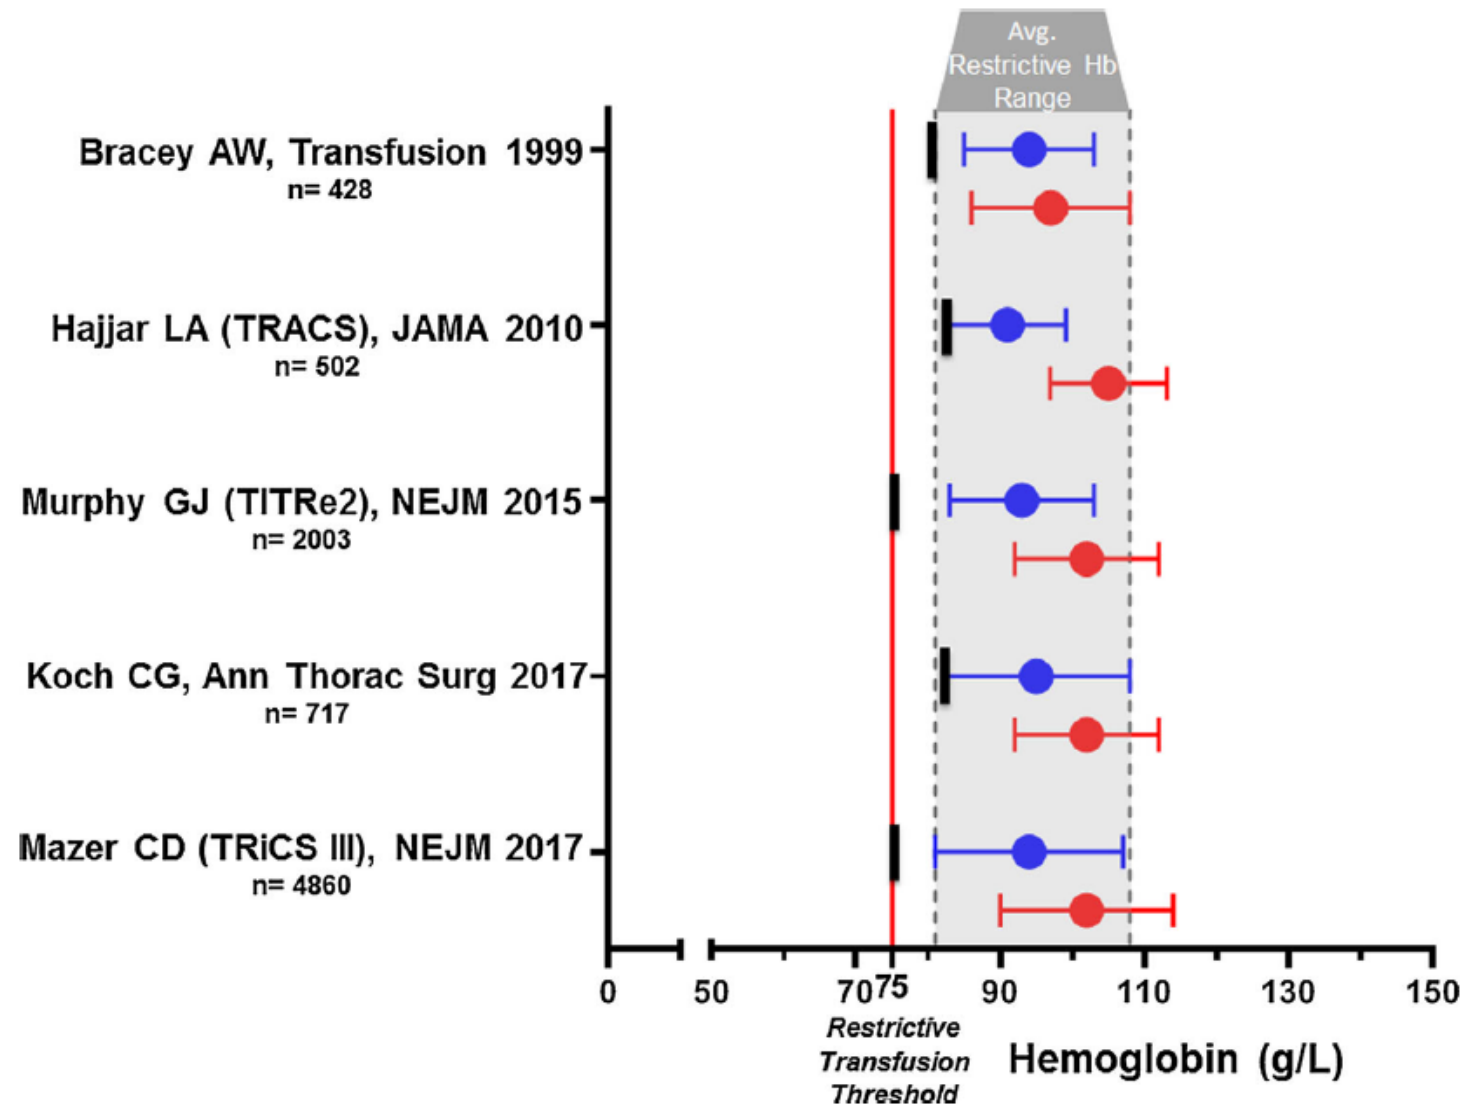 Avg.
Restrictive Hb
Range
Bracey AW, Transfusion 1999
n= 428
Hajjar LA (TRACS), JAMA 2010
n= 502
Murphy GJ (TITRe2), NEJM 2015
n= 2003
Koch CG, Ann Thorac Surg 2017
n= 717
Mazer CD (TRiCS III), NEJM 2017
n= 4860
0 50 70 75 90 110 130 150
Restrictive
Transfusion
Threshold
Hemoglobin (g/L)